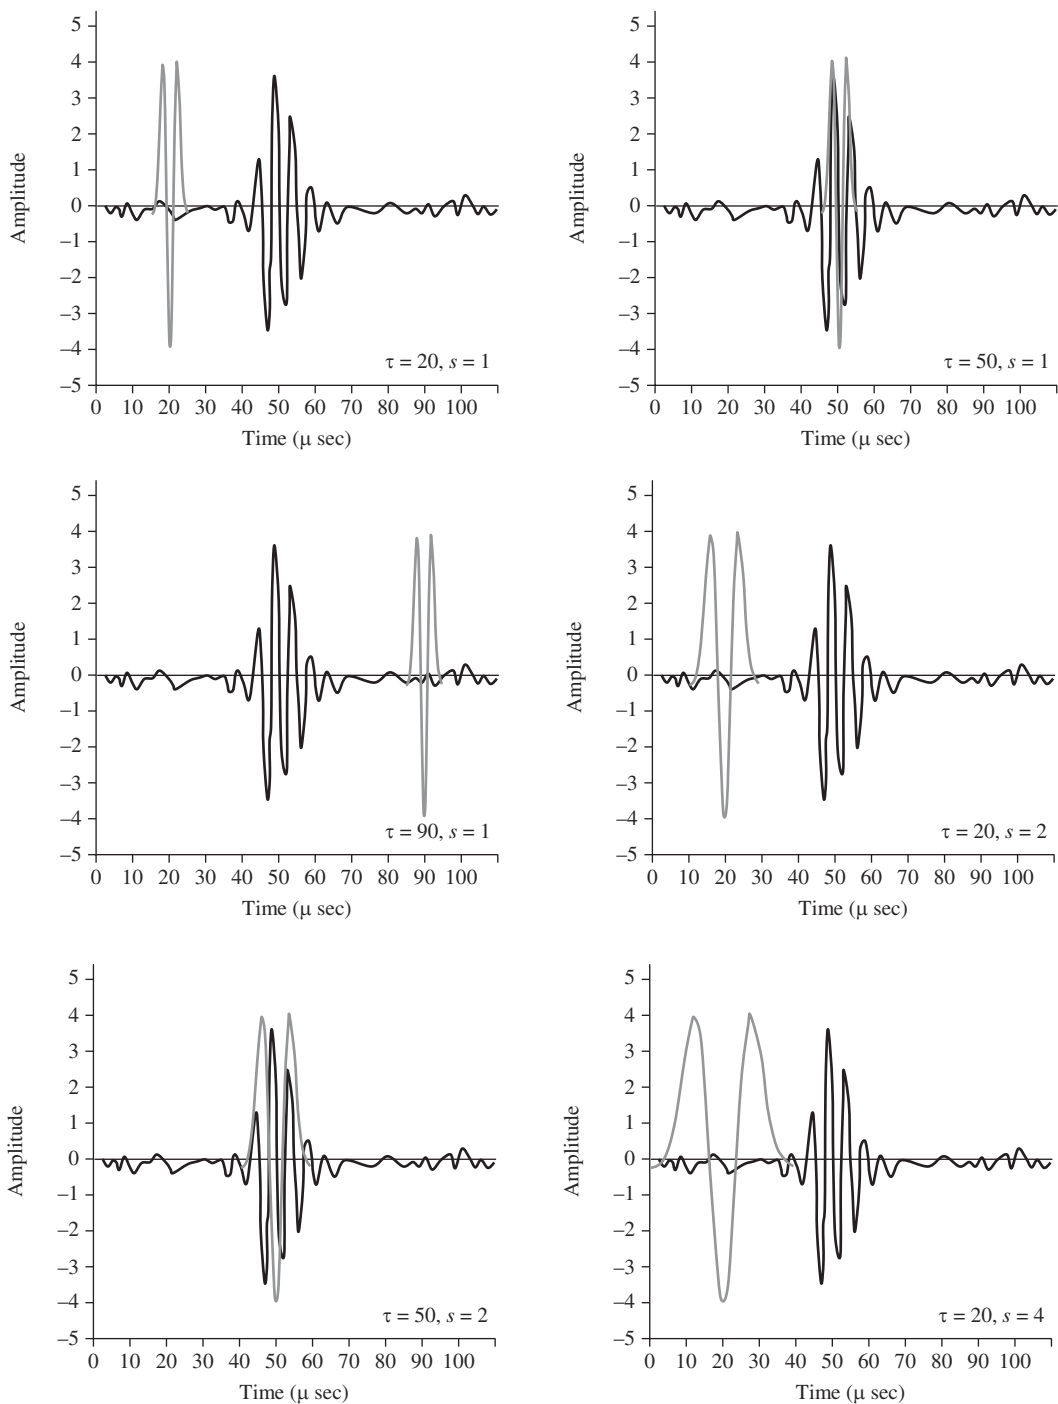 5
4
3
2
1
0
–1
–2
–3
–4
–5
Amplitude
τ = 20, s = 1
0 10 20 30 40 50 60 70 80 90 100
Time (μ sec)
5
4
3
2
1
0
–1
–2
–3
–4
–5
Amplitude
τ = 50, s = 1
0 10 20 30 40 50 60 70 80 90 100
Time (μ sec)
5
4
3
2
1
0
–1
–2
–3
–4
–5
Amplitude
τ = 90, s = 1
0 10 20 30 40 50 60 70 80 90 100
Time (μ sec)
5
4
3
2
1
0
–1
–2
–3
–4
–5
Amplitude
τ = 20, s = 2
0 10 20 30 40 50 60 70 80 90 100
Time (μ sec)
5
4
3
2
1
0
–1
–2
–3
–4
–5
Amplitude
τ = 50, s = 2
0 10 20 30 40 50 60 70 80 90 100
Time (μ sec)
5
4
3
2
1
0
–1
–2
–3
–4
–5
Amplitude
τ = 20, s = 4
0 10 20 30 40 50 60 70 80 90 100
Time (μ sec)